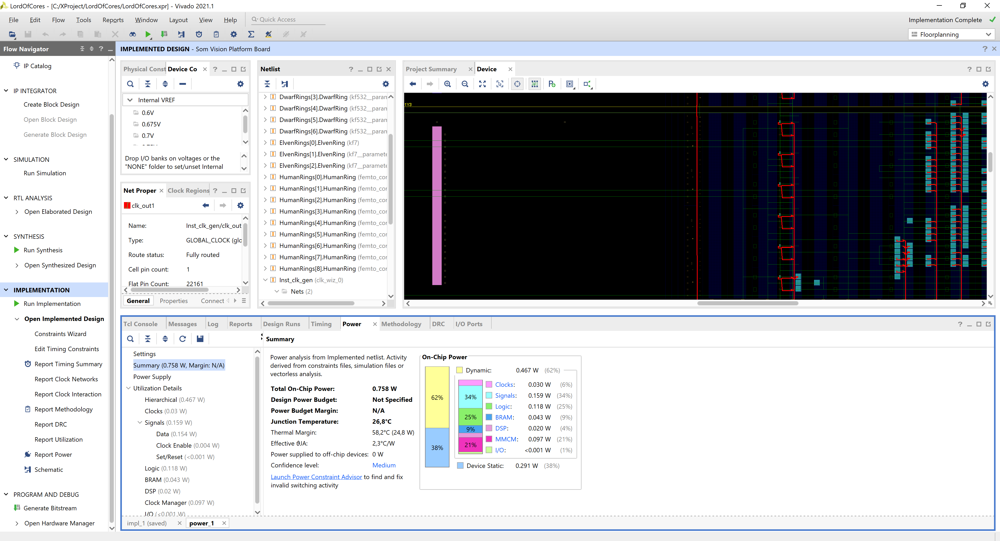 LordOfCores - [C:/XProject/LordOfCores/LordOfCores.xpr] - Vivado 2021.1
File Edit Flow Tools Reports Window Layout View Help
Quick Access
Implementation Complete
Floorplanning
Flow Navigator
IP Catalog
IP INTEGRATOR
Create Block Design
Open Block Design
Generate Block Design
SIMULATION
Run Simulation
RTL ANALYSIS
Open Elaborated Design
SYNTHESIS
Run Synthesis
Open Synthesized Design
IMPLEMENTATION
Run Implementation
Open Implemented Design
Constraints Wizard
Edit Timing Constraints
Report Timing Summary
Report Clock Networks
Report Clock Interaction
Report Methodology
Report DRC
Report Utilization
Report Power
Schematic
PROGRAM AND DEBUG
Generate Bitstream
Open Hardware Manager
IMPLEMENTED DESIGN - Som Vision Platform Board
Physical Const Device Co
Internal VREF
0.6V
0.675V
0.7V
Drop I/O banks on voltages or the
"NONE" folder to set/unset Internal
Net Proper Clock Regions
clk_out1
Name: Inst_clk_gen/clk_out
Type: GLOBAL_CLOCK (glo
Route status: Fully routed
Cell pin count: 1
Flat Pin Count: 22161
General Properties Connect
Netlist
DwarfRings[3].DwarfRing (kf532__param
DwarfRings[4].DwarfRing (kf532__param
DwarfRings[5].DwarfRing (kf532__param
DwarfRings[6].DwarfRing (kf532__param
ElvenRings[0].ElvenRing (kf7)
ElvenRings[1].ElvenRing (kf7__paramete
ElvenRings[2].ElvenRing (kf7__paramete
HumanRings[0].HumanRing (femto_cor
HumanRings[1].HumanRing (femto_cor
HumanRings[2].HumanRing (femto_cor
HumanRings[3].HumanRing (femto_cor
HumanRings[4].HumanRing (femto_cor
HumanRings[5].HumanRing (femto_cor
HumanRings[6].HumanRing (femto_cor
HumanRings[7].HumanRing (femto_cor
HumanRings[8].HumanRing (femto_cor
Inst_clk_gen (clk_wiz_0)
Nets (2)
Project Summary Device
1Y3
Tcl Console Messages Log Reports Design Runs Timing Power Methodology DRC I/O Ports
Settings
Summary (0.758 W, Margin: N/A)
Power Supply
Utilization Details
Hierarchical (0.467 W)
Clocks (0.03 W)
Signals (0.159 W)
Data (0.154 W)
Clock Enable (0.004 W)
Set/Reset (<0.001 W)
Logic (0.118 W)
BRAM (0.043 W)
DSP (0.02 W)
Clock Manager (0.097 W)
I/O (<0.001 W)
Summary
Power analysis from Implemented netlist. Activity
derived from constraints files, simulation files or
vectorless analysis.
Total On-Chip Power: 0.758 W
Design Power Budget: Not Specified
Power Budget Margin: N/A
Junction Temperature: 26,8°C
Thermal Margin: 58,2°C (24,8 W)
Effective ϑJA: 2,3°C/W
Power supplied to off-chip devices: 0 W
Confidence level: Medium
Launch Power Constraint Advisor to find and fix
invalid switching activity
On-Chip Power
62%
38%
Dynamic: 0.467 W (62%)
34%
25%
9%
21%
Clocks: 0.030 W (6%)
Signals: 0.159 W (34%)
Logic: 0.118 W (25%)
BRAM: 0.043 W (9%)
DSP: 0.020 W (4%)
MMCM: 0.097 W (21%)
I/O: <0.001 W (1%)
Device Static: 0.291 W (38%)
impl_1 (saved) power_1